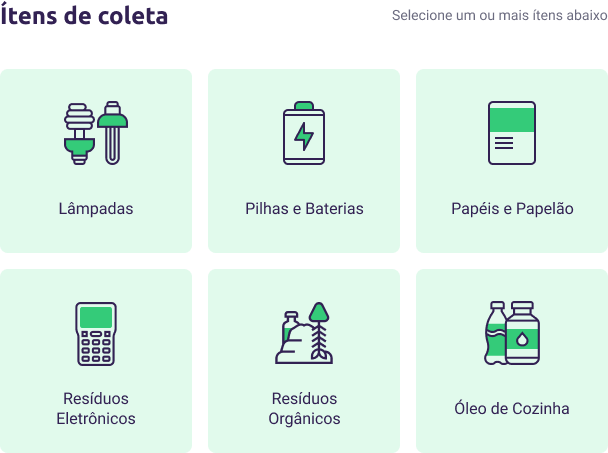 Ítens de coleta
Selecione um ou mais ítens abaixo
Lâmpadas
Pilhas e Baterias
Papéis e Papelão
Resíduos
Eletrônicos
Resíduos
Orgânicos
Óleo de Cozinha